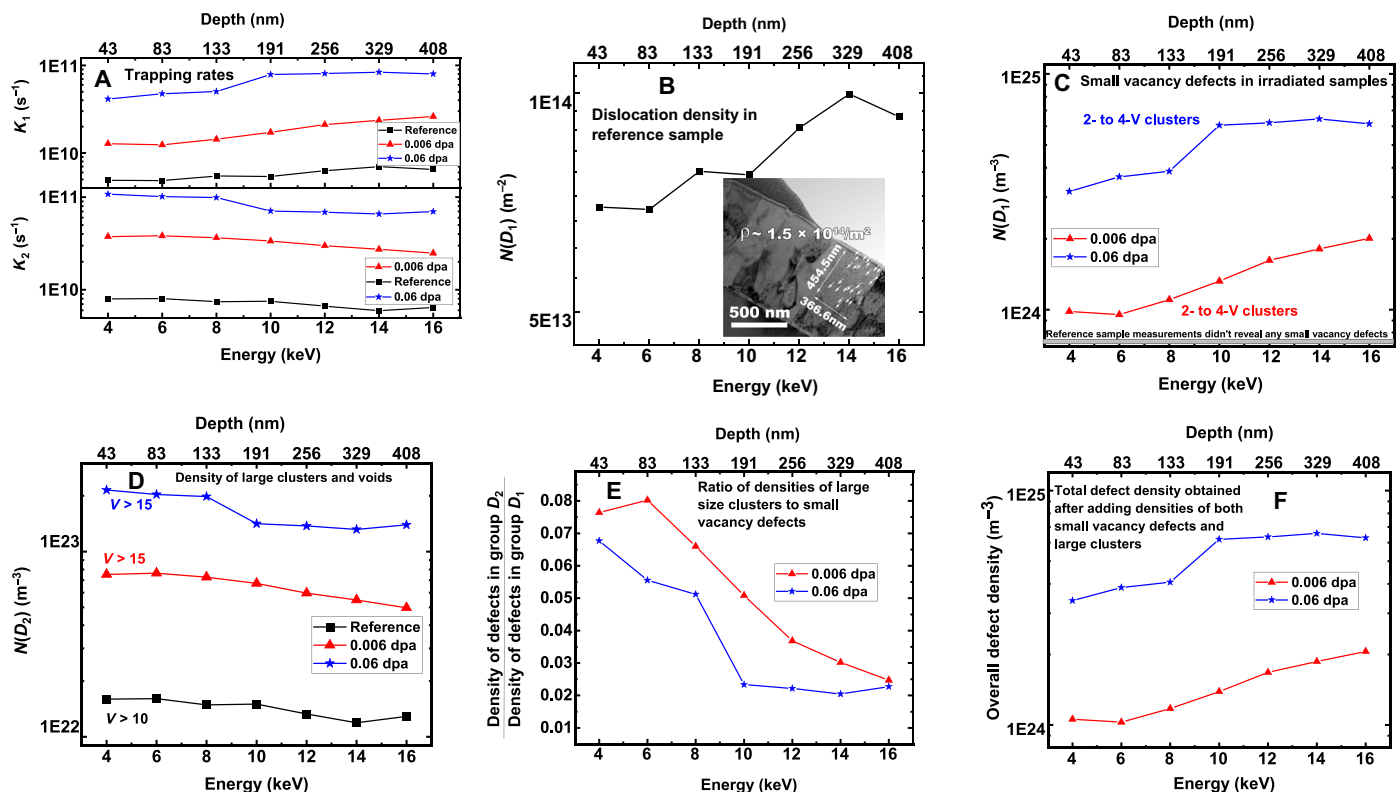 Depth (nm)
43 83 133 191 256 329 408
A Trapping rates
1E11
1E10
K1 (s−1)
Reference
0.006 dpa
0.06 dpa
1E11
1E10
K2 (s−1)
0.006 dpa
Reference
0.06 dpa
4 6 8 10 12 14 16
Energy (keV)
Depth (nm)
43 83 133 191 256 329 408
B
Dislocation density in
reference sample
1E14
5E13
N(D1) (m−2)
ρ~ 1.5 × 10^14/m2
454.5nm
366.6nm
500 nm
4 6 8 10 12 14 16
Energy (keV)
Depth (nm)
43 83 133 191 256 329 408
C Small vacancy defects in irradiated samples
1E25
1E24
N(D1) (m−3)
2- to 4-V clusters
0.006 dpa
0.06 dpa
2- to 4-V clusters
Reference sample measurements didn't reveal any small vacancy defects
4 6 8 10 12 14 16
Energy (keV)
Depth (nm)
43 83 133 191 256 329 408
D Density of large clusters and voids
1E23
1E22
N(D2) (m−3)
V > 15
V > 15
V > 10
Reference
0.006 dpa
0.06 dpa
4 6 8 10 12 14 16
Energy (keV)
Depth (nm)
43 83 133 191 256 329 408
E
Ratio of densities of large
size clusters to small
vacancy defects
0.08
0.07
0.06
0.05
0.04
0.03
0.02
0.01
Density of defects in group D2
Density of defects in group D1
0.006 dpa
0.06 dpa
4 6 8 10 12 14 16
Energy (keV)
Depth (nm)
43 83 133 191 256 329 408
F
Total defect density obtained
after adding densities of both
small vacancy defects and
large clusters
1E25
1E24
Overall defect density (m−3)
0.006 dpa
0.06 dpa
4 6 8 10 12 14 16
Energy (keV)